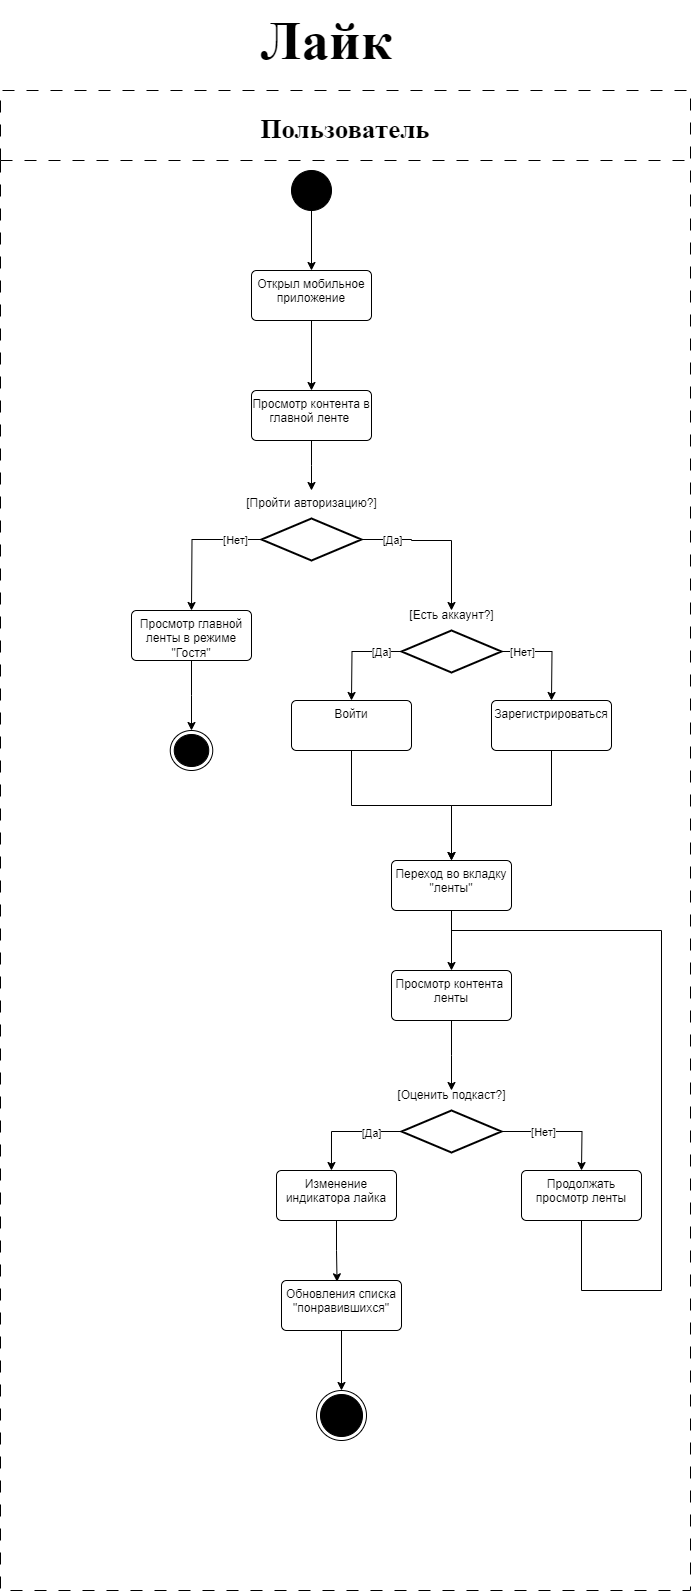 Лайк
Пользователь
Открыл мобильное
приложение
Просмотр контента в
главной ленте
[Пройти авторизацию?]
[Нет]
[Да]
Просмотр главной
ленты в режиме
"Гостя"
[Есть аккаунт?]
[Да]
[Нет]
Войти
Зарегистрироваться
Переход во вкладку
"ленты"
Просмотр контента
ленты
[Оценить подкаст?]
[Да]
[Нет]
Изменение
индикатора лайка
Продолжать
просмотр ленты
Обновления списка
"понравившихся"